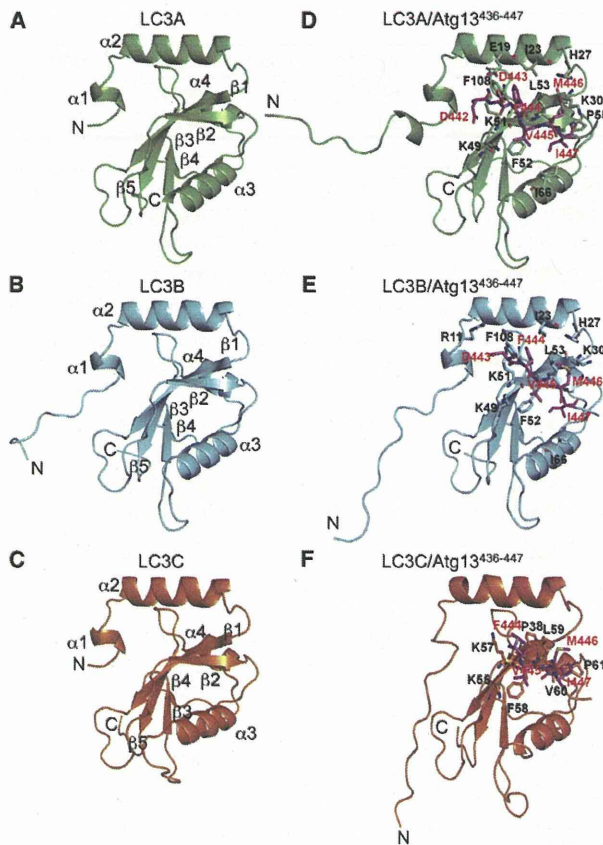 A LC3A
α2
α4
β1
α1
N
β3 β2
β4
β5
C
α3
D LC3A/Atg13436-447
E19 I23
H27
F108 D443
L53
M446
K30
D442
K51
V445
K49
I447
F52
C
I66
N
B LC3B
α2
α4
β1
α1
β2
β3
β4
α3
C
β5
N
E LC3B/Atg13436-447
I23
R11 F108 F444 H27
D443
L53 K30
K51
M446
K49
F52
I447
C
I66
N
C LC3C
α2
α4
β1
α1
N
β4 β2
β3
C
β5
α3
F LC3C/Atg13436-447
F444 P38 L59
M446
K57
P61
I447
V60
F58
C
N